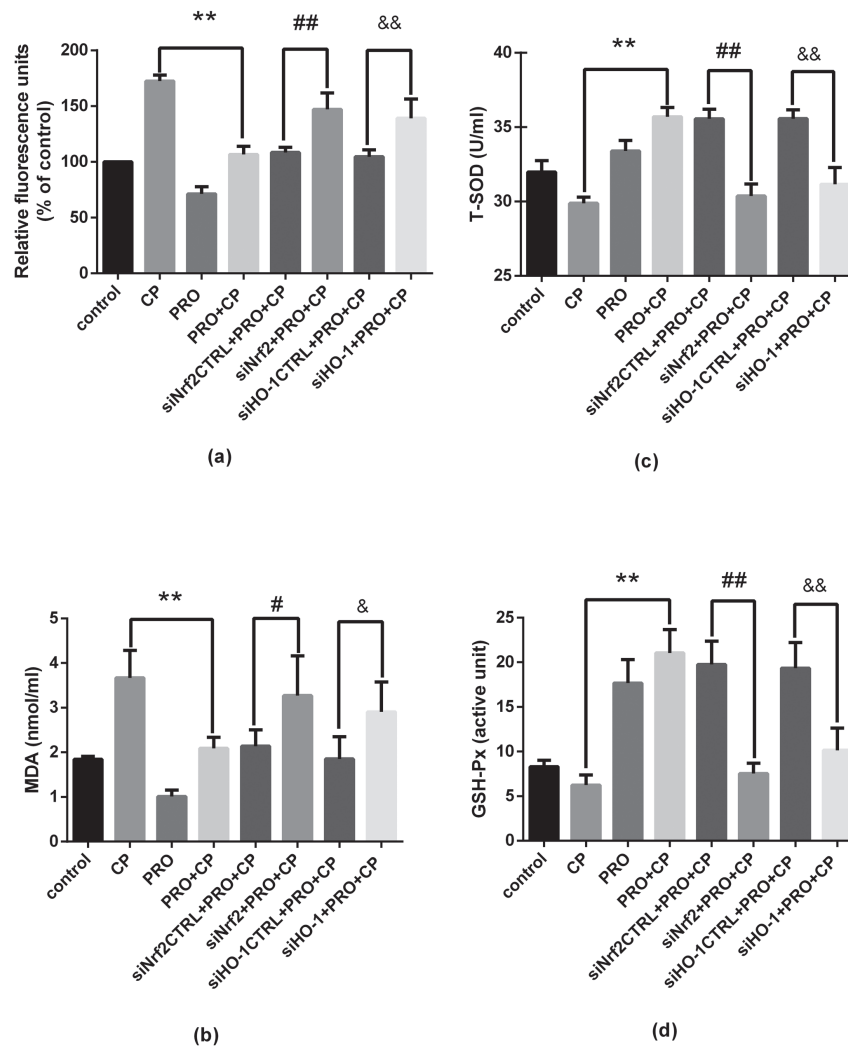 ** ## &&
Relative fluorescence units
(% of control)
200
150
100
50
0
control CP PRO PRO+CP siNrf2CTRL+PRO+CP siNrf2+PRO+CP siHO-1CTRL+PRO+CP siHO-1+PRO+CP
(a)
** ## &&
T-SOD (U/ml)
40
35
30
25
control CP PRO PRO+CP siNrf2CTRL+PRO+CP siNrf2+PRO+CP siHO-1CTRL+PRO+CP siHO-1+PRO+CP
(c)
** # &
MDA (nmol/ml)
5
4
3
2
1
0
control CP PRO PRO+CP siNrf2CTRL+PRO+CP siNrf2+PRO+CP siHO-1CTRL+PRO+CP siHO-1+PRO+CP
(b)
** ## &&
GSH-Px (active unit)
25
20
15
10
5
0
control CP PRO PRO+CP siNrf2CTRL+PRO+CP siNrf2+PRO+CP siHO-1CTRL+PRO+CP siHO-1+PRO+CP
(d)